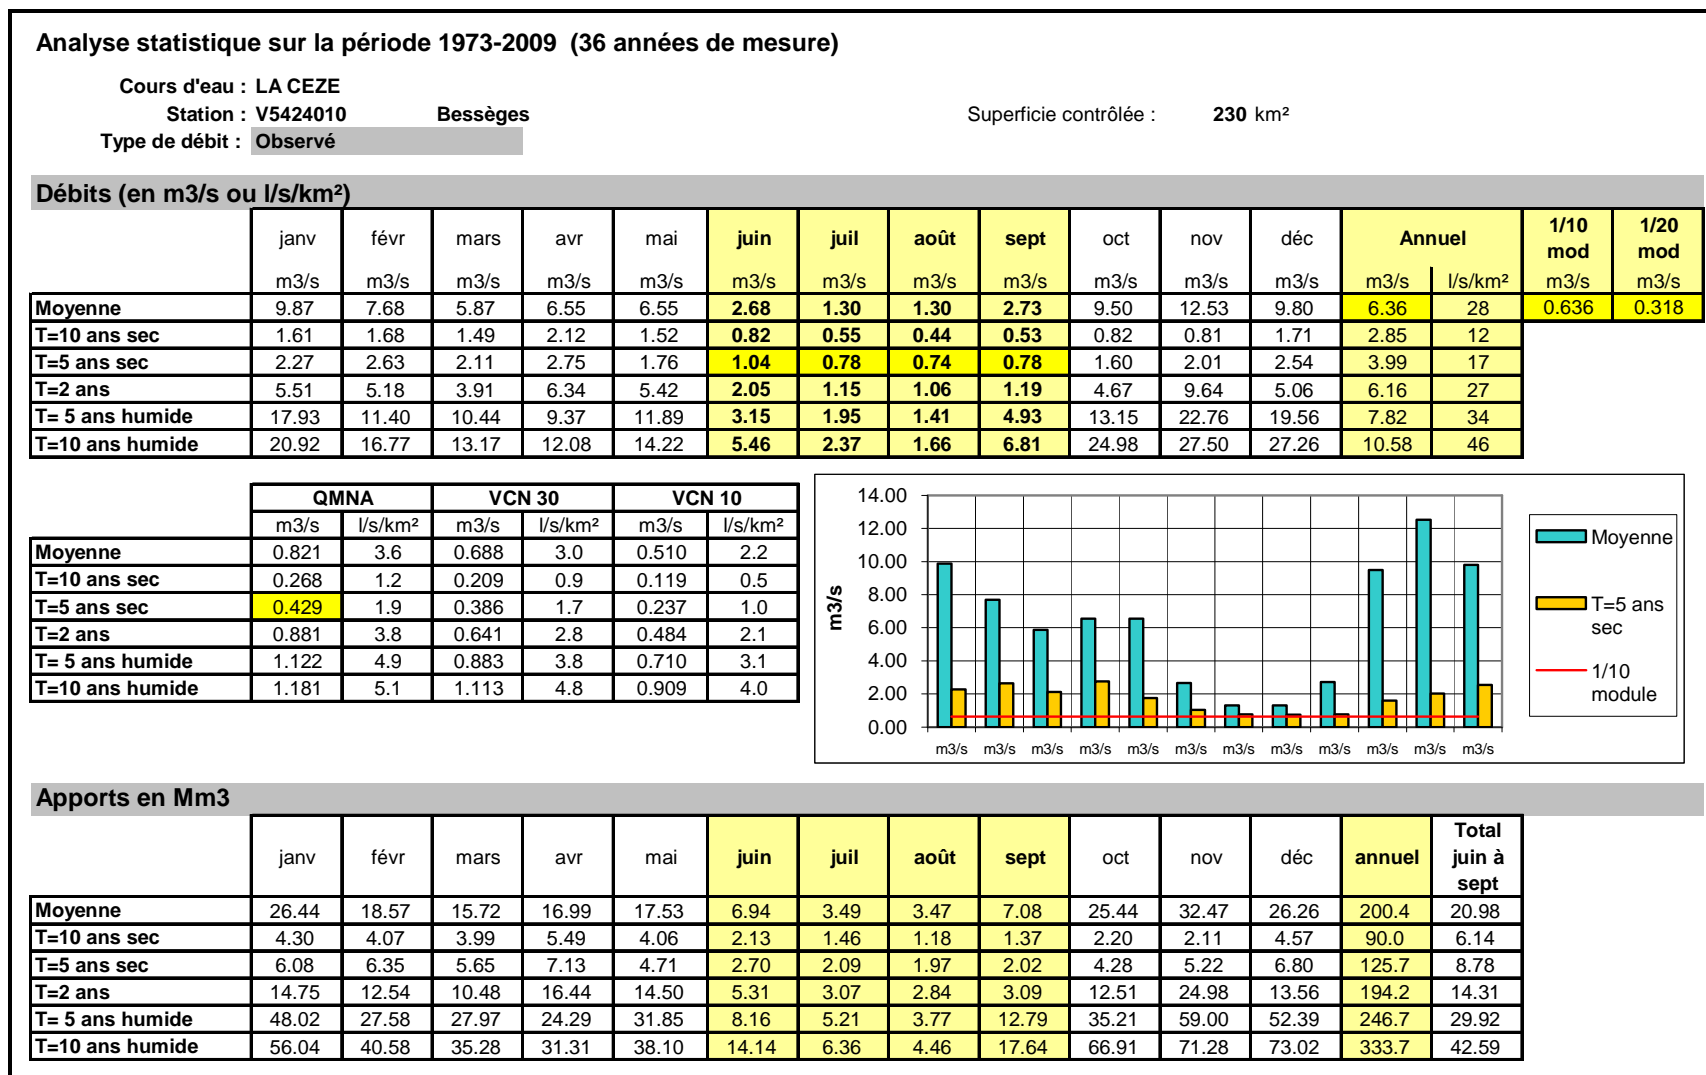 Analyse statistique sur la période 1973-2009 (36 années de mesure)
Cours d'eau : LA CEZE
Station : V5424010 Bessèges Superficie contrôlée : 230 km²
Type de débit : Observé
Débits (en m3/s ou l/s/km²)
janv févr mars avr mai juin juil août sept oct nov déc Annuel 1/10 mod 1/20 mod
m3/s m3/s m3/s m3/s m3/s m3/s m3/s m3/s m3/s m3/s m3/s m3/s m3/s l/s/km² m3/s m3/s
Moyenne 9.87 7.68 5.87 6.55 6.55 2.68 1.30 1.30 2.73 9.50 12.53 9.80 6.36 28 0.636 0.318
T=10 ans sec 1.61 1.68 1.49 2.12 1.52 0.82 0.55 0.44 0.53 0.82 0.81 1.71 2.85 12
T=5 ans sec 2.27 2.63 2.11 2.75 1.76 1.04 0.78 0.74 0.78 1.60 2.01 2.54 3.99 17
T=2 ans 5.51 5.18 3.91 6.34 5.42 2.05 1.15 1.06 1.19 4.67 9.64 5.06 6.16 27
T= 5 ans humide 17.93 11.40 10.44 9.37 11.89 3.15 1.95 1.41 4.93 13.15 22.76 19.56 7.82 34
T=10 ans humide 20.92 16.77 13.17 12.08 14.22 5.46 2.37 1.66 6.81 24.98 27.50 27.26 10.58 46
QMNA VCN 30 VCN 10
m3/s l/s/km² m3/s l/s/km² m3/s l/s/km²
Moyenne 0.821 3.6 0.688 3.0 0.510 2.2
T=10 ans sec 0.268 1.2 0.209 0.9 0.119 0.5
T=5 ans sec 0.429 1.9 0.386 1.7 0.237 1.0
T=2 ans 0.881 3.8 0.641 2.8 0.484 2.1
T= 5 ans humide 1.122 4.9 0.883 3.8 0.710 3.1
T=10 ans humide 1.181 5.1 1.113 4.8 0.909 4.0
14.00
12.00
10.00
8.00
6.00
4.00
2.00
0.00
m3/s
m3/s m3/s m3/s m3/s m3/s m3/s m3/s m3/s m3/s m3/s m3/s m3/s
Moyenne
T=5 ans
sec
1/10
module
Apports en Mm3
janv févr mars avr mai juin juil août sept oct nov déc annuel Total juin à sept
Moyenne 26.44 18.57 15.72 16.99 17.53 6.94 3.49 3.47 7.08 25.44 32.47 26.26 200.4 20.98
T=10 ans sec 4.30 4.07 3.99 5.49 4.06 2.13 1.46 1.18 1.37 2.20 2.11 4.57 90.0 6.14
T=5 ans sec 6.08 6.35 5.65 7.13 4.71 2.70 2.09 1.97 2.02 4.28 5.22 6.80 125.7 8.78
T=2 ans 14.75 12.54 10.48 16.44 14.50 5.31 3.07 2.84 3.09 12.51 24.98 13.56 194.2 14.31
T= 5 ans humide 48.02 27.58 27.97 24.29 31.85 8.16 5.21 3.77 12.79 35.21 59.00 52.39 246.7 29.92
T=10 ans humide 56.04 40.58 35.28 31.31 38.10 14.14 6.36 4.46 17.64 66.91 71.28 73.02 333.7 42.59